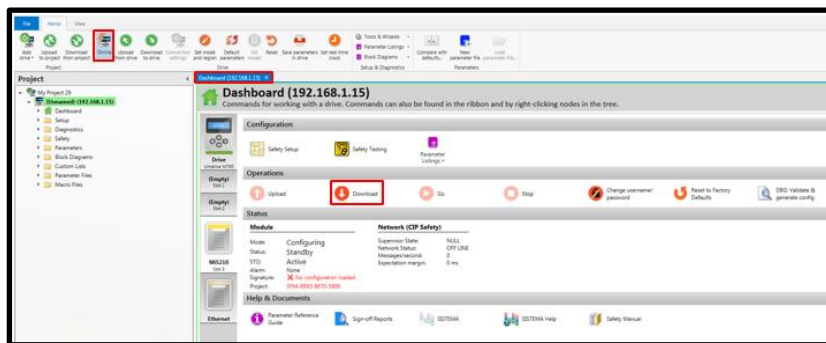 File Home View
Add drive Upload to project Download from project Online Upload from drive Download to drive Connection settings Set mode and region Default parameters Set model Reset Save parameters in drive Set real-time clock Tools & Wizards Compare with defaults... New parameter file Load parameter file...
Parameter Listings
Block Diagrams
Project Drive Setup & Diagnostics Parameters
Project
Dashboard (192.168.1.15)
My Project 29
(Unnamed) (192.168.1.15)
Dashboard
Setup
Diagnostics
Safety
Parameters
Block Diagrams
Custom Lists
Parameter Files
Macro Files
Dashboard (192.168.1.15)
Commands for working with a drive. Commands can also be found in the ribbon and by right-clicking nodes in the tree.
Drive
Unidrive M700
(Empty)
Slot 1
(Empty)
Slot 2
MiS210
Slot 3
Ethernet
Configuration
Safety Setup Safety Testing Parameter Listings
Operations
Upload Download Go Stop Change username/password Reset to Factory Defaults DBG: Validate & generate config
Status
Module Network (CIP Safety)
Mode: Configuring
Status: Standby
STO: Active
Alarm: None
Signature: No configuration loaded
Project:
Supervisor State: NULL
Network Status: OFF LINE
Messages/second: 0
Expectation margin: 0 ms
Help & Documents
Parameter Reference Guide Sign-off Reports SISTEMA SISTEMA Help Safety Manual